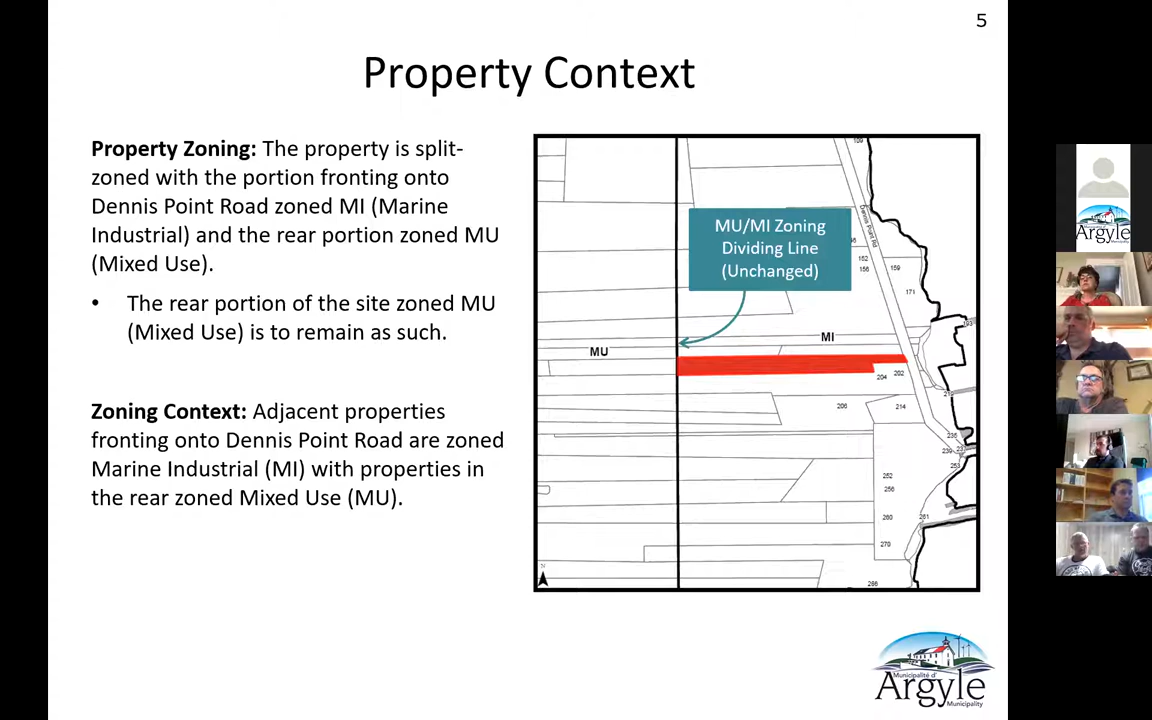 5
Property Context
Property Zoning: The property is split-
zoned with the portion fronting onto
Dennis Point Road zoned MI (Marine
Industrial) and the rear portion zoned MU
(Mixed Use).
• The rear portion of the site zoned MU
(Mixed Use) is to remain as such.
Zoning Context: Adjacent properties
fronting onto Dennis Point Road are zoned
Marine Industrial (MI) with properties in
the rear zoned Mixed Use (MU).
109
Dennis Point Rd
MU/MI Zoning
Dividing Line
(Unchanged)
152
156
159
171
MI
MU
204
202
206
214
252
253
256
260
261
270
N
Municipalité d'
Argyle
Municipality
Argyle